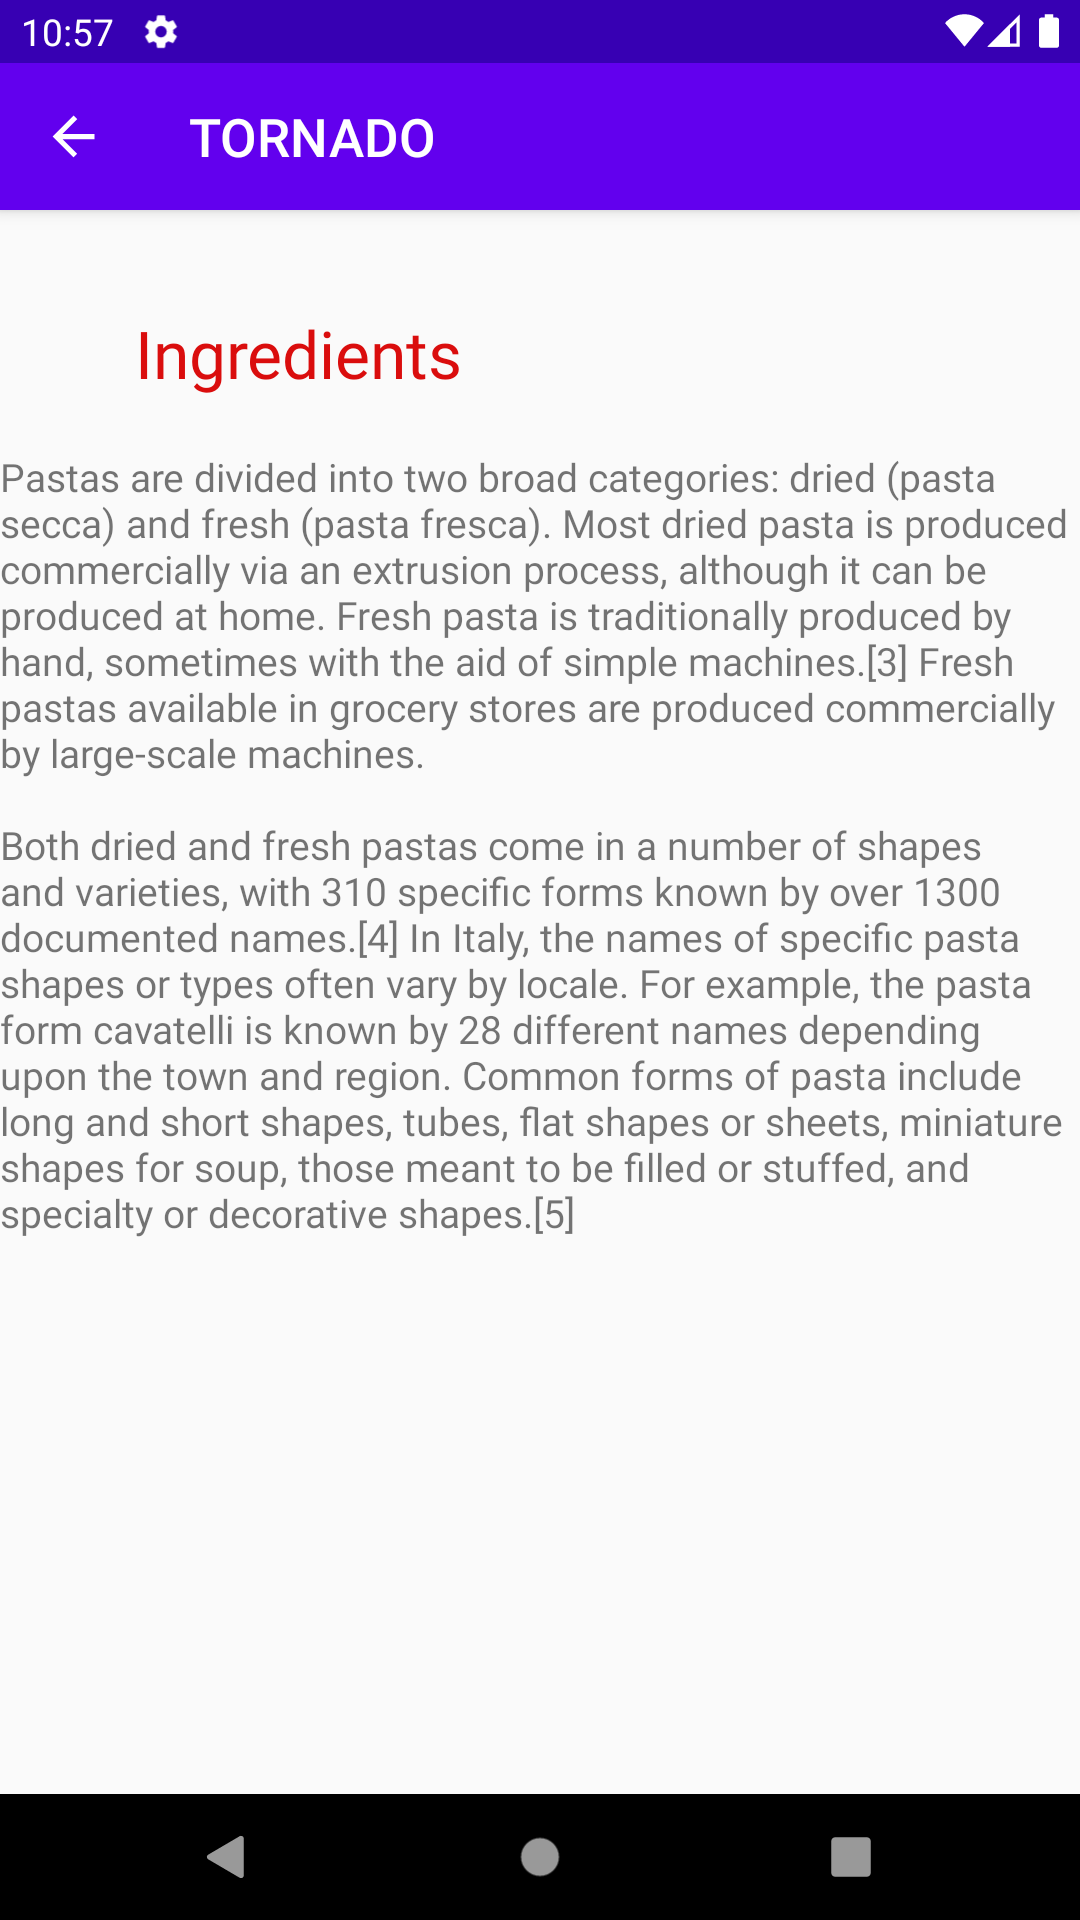 10:57
TORNADO
Ingredients
Pastas are divided into two broad categories: dried (pasta
secca) and fresh (pasta fresca). Most dried pasta is produced
commercially via an extrusion process, although it can be
produced at home. Fresh pasta is traditionally produced by
hand, sometimes with the aid of simple machines.[3] Fresh
pastas available in grocery stores are produced commercially
by large-scale machines.
Both dried and fresh pastas come in a number of shapes
and varieties, with 310 specific forms known by over 1300
documented names.[4] In Italy, the names of specific pasta
shapes or types often vary by locale. For example, the pasta
form cavatelli is known by 28 different names depending
upon the town and region. Common forms of pasta include
long and short shapes, tubes, flat shapes or sheets, miniature
shapes for soup, those meant to be filled or stuffed, and
specialty or decorative shapes.[5]